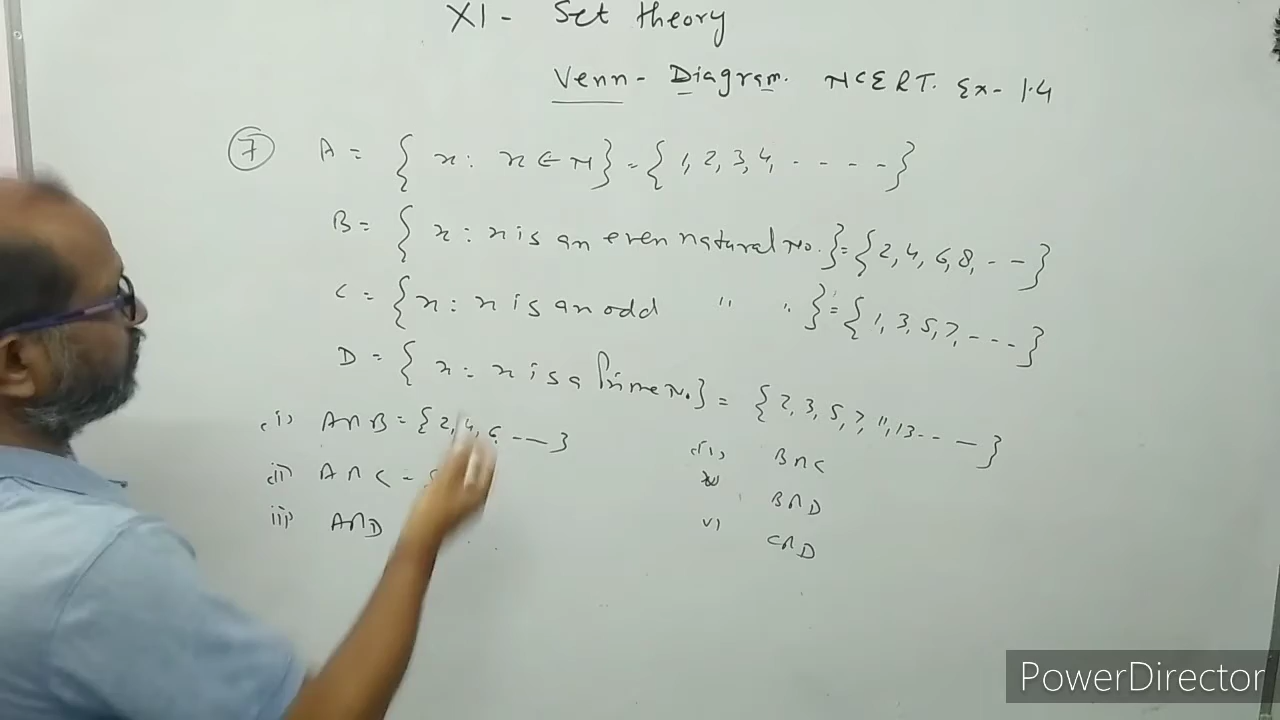 XI - Set theory
Venn - Diagram. NCERT. Ex - 1.4
7 A = { x : x ∈ N } = { 1, 2, 3, 4, - - - - }
B = { x : x is an even natural No. } = { 2, 4, 6, 8, - - }
C = { x : x is an odd " " } = { 1, 3, 5, 7, - - - }
D = { x : x is a Prime No. } = { 2, 3, 5, 7, 11, 13 - - - }
(i) A∩B = { 2, 4, 6 - - }
ii) A∩C = {
iii) A∩D
B∩C
B∩D
v) C∩D
PowerDirector